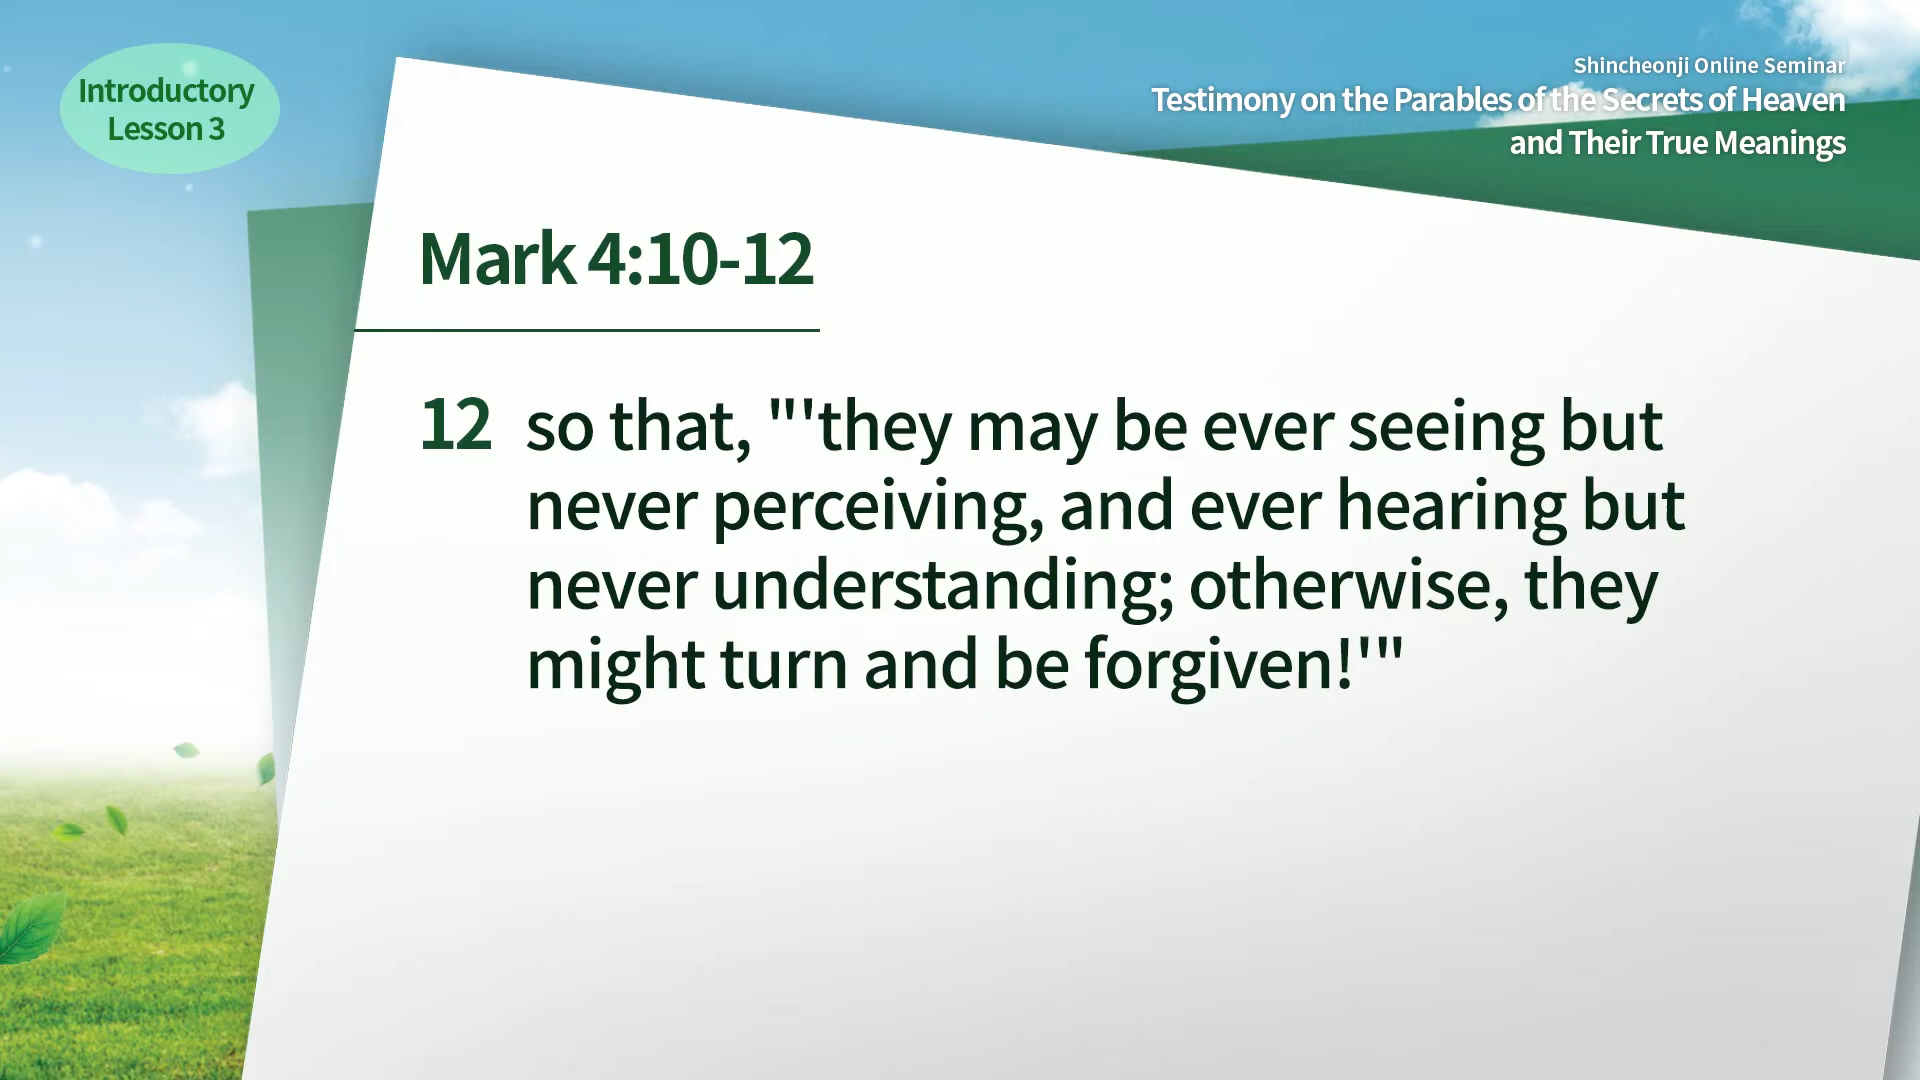 Introductory
Lesson 3
Shincheonji Online Seminar
Testimony on the Parables of the Secrets of Heaven
and Their True Meanings
Mark 4:10-12
12 so that, "'they may be ever seeing but
never perceiving, and ever hearing but
never understanding; otherwise, they
might turn and be forgiven!'"